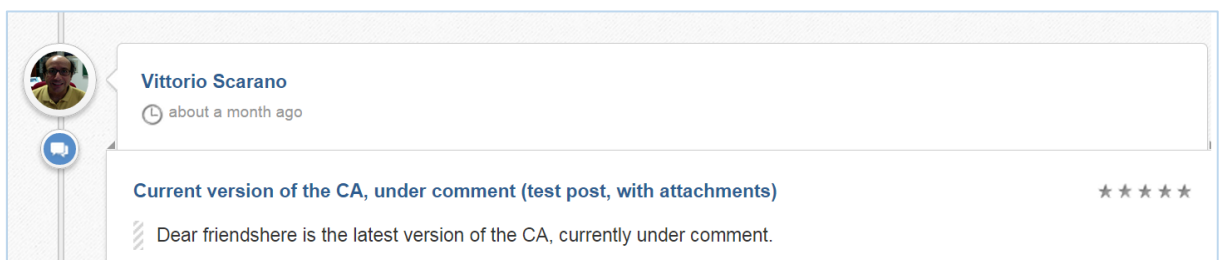 Vittorio Scarano
about a month ago
Current version of the CA, under comment (test post, with attachments)
Dear friendshere is the latest version of the CA, currently under comment.